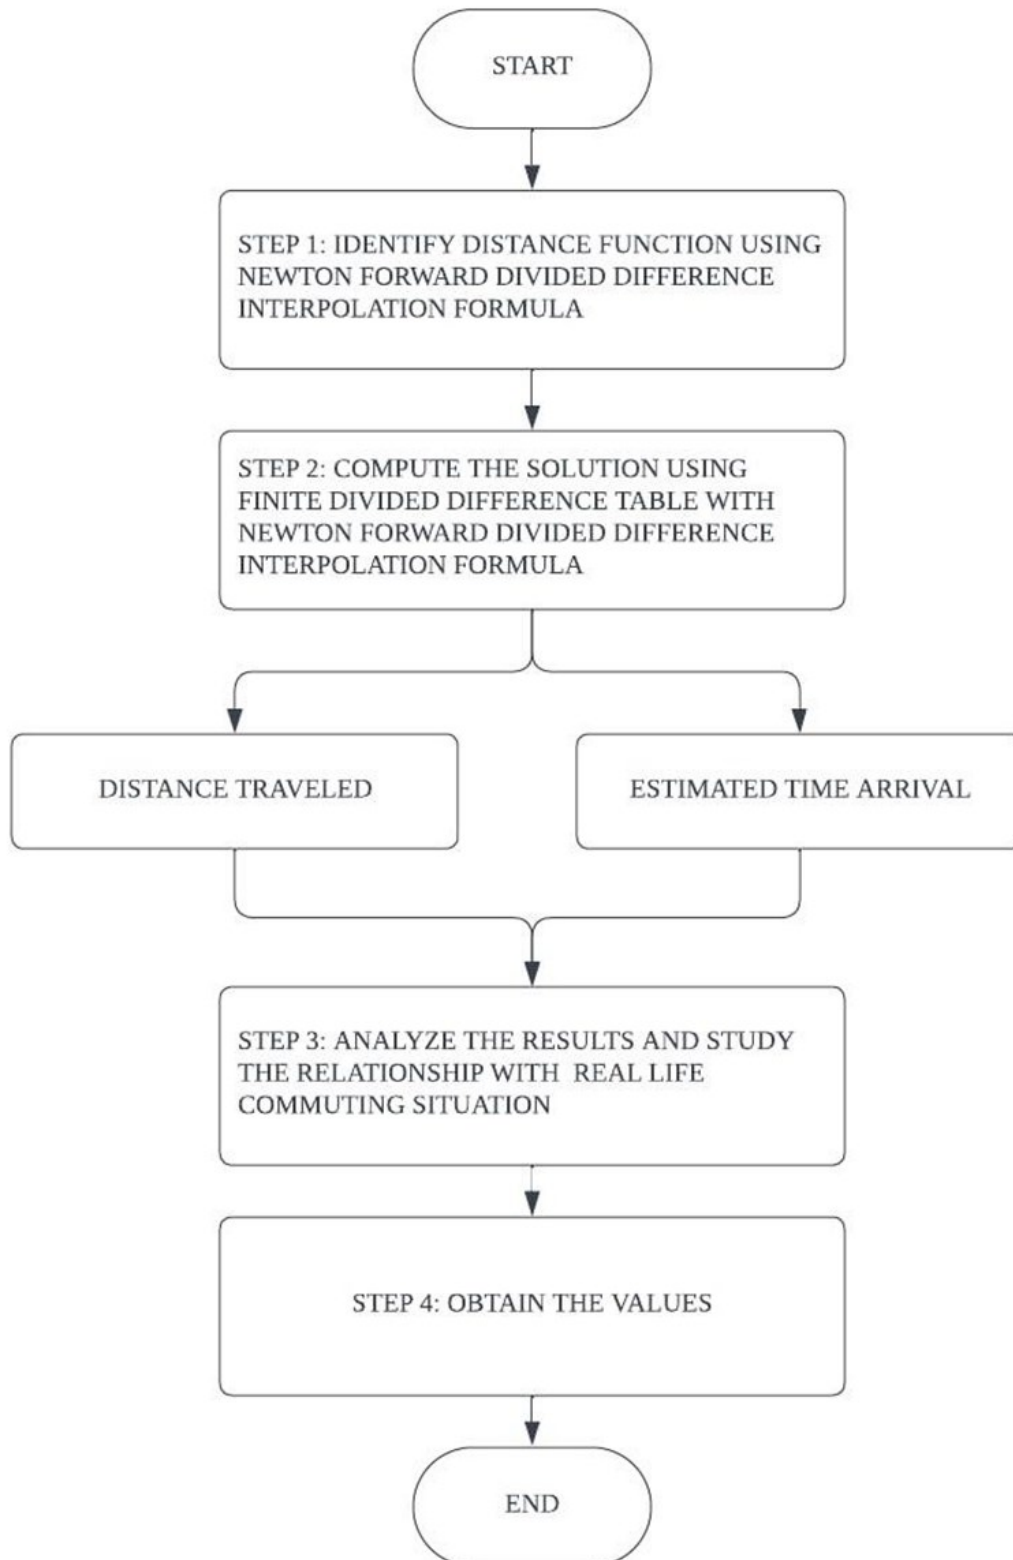 START
STEP 1: IDENTIFY DISTANCE FUNCTION USING
NEWTON FORWARD DIVIDED DIFFERENCE
INTERPOLATION FORMULA
STEP 2: COMPUTE THE SOLUTION USING
FINITE DIVIDED DIFFERENCE TABLE WITH
NEWTON FORWARD DIVIDED DIFFERENCE
INTERPOLATION FORMULA
DISTANCE TRAVELED
ESTIMATED TIME ARRIVAL
STEP 3: ANALYZE THE RESULTS AND STUDY
THE RELATIONSHIP WITH REAL LIFE
COMMUTING SITUATION
STEP 4: OBTAIN THE VALUES
END